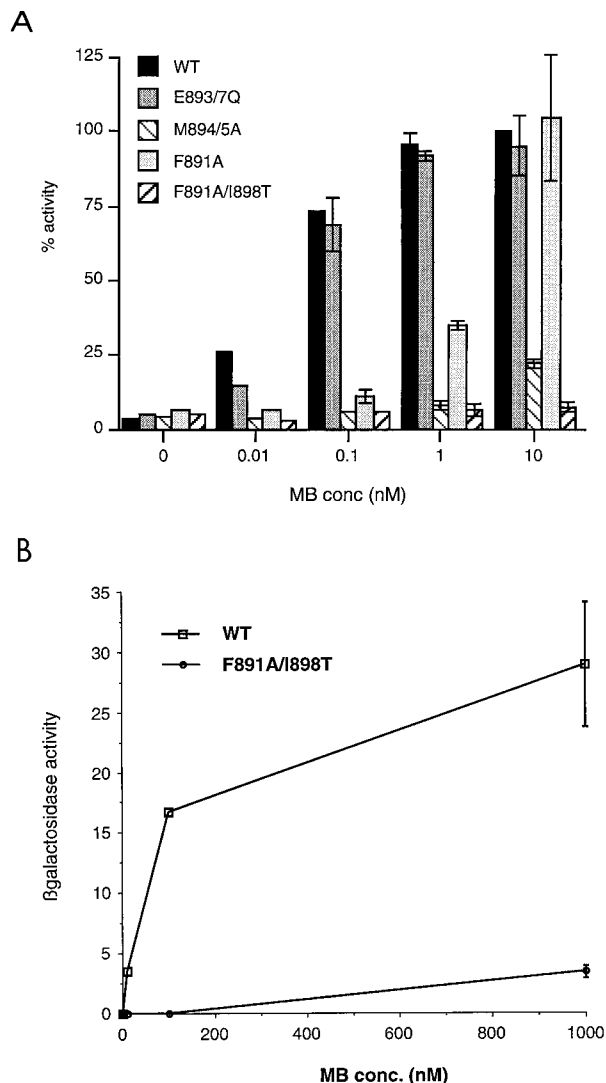 A
125
100
75
50
25
0
% activity
WT
E893/7Q
M894/5A
F891A
F891A/I898T
0 0.01 0.1 1 10
MB conc (nM)
B
35
30
25
20
15
10
5
0
ßgalactosidase activity
WT
F891A/I898T
0 200 400 600 800 1000
MB conc. (nM)